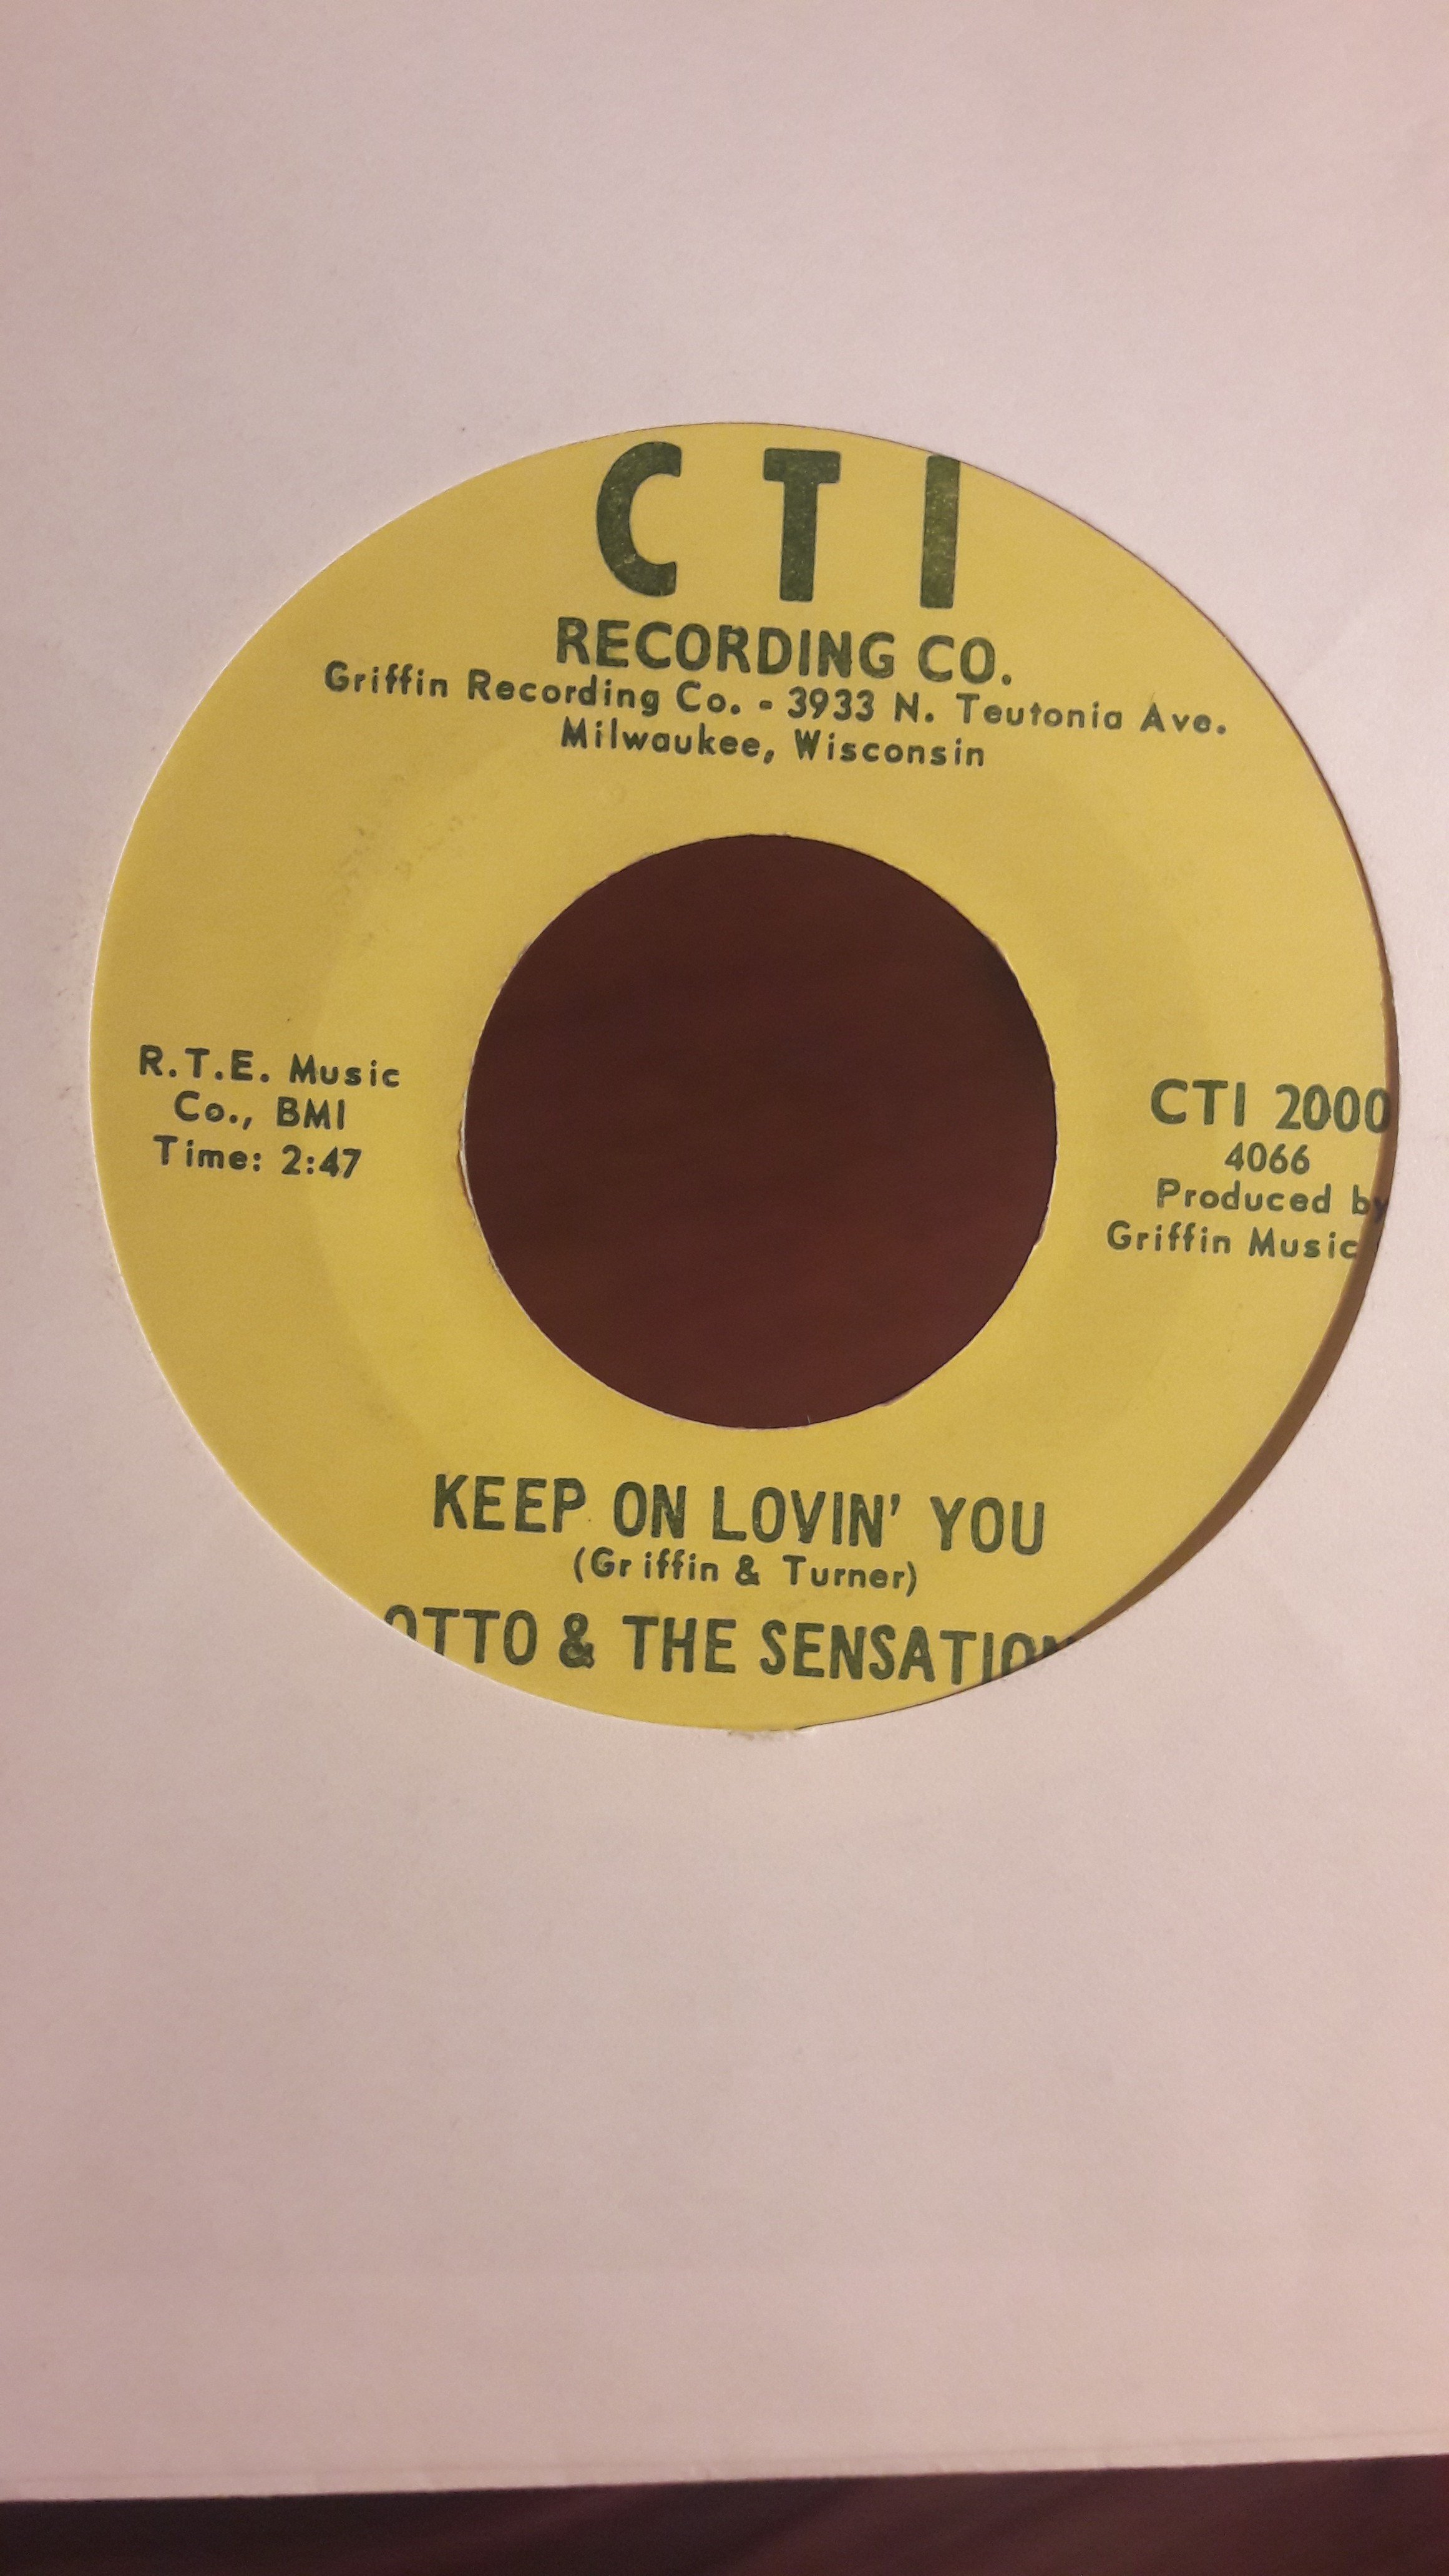 CTI
RECORDING CO.
Griffin Recording Co. - 3933 N. Teutonia Ave.
Milwaukee, Wisconsin
R.T.E. Music
Co., BMI
Time: 2:47
CTI 2000
4066
Produced by
Griffin Music
KEEP ON LOVIN' YOU
(Griffin & Turner)
OTTO & THE SENSATION